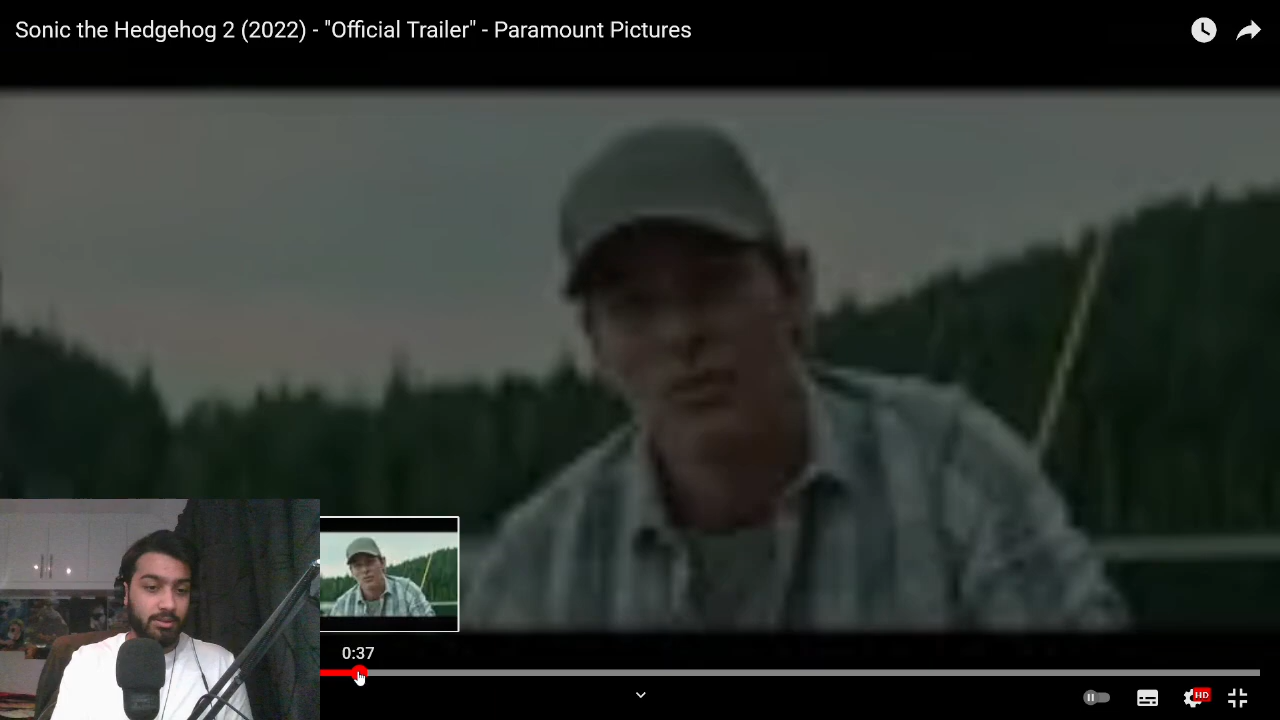 Sonic the Hedgehog 2 (2022) - "Official Trailer" - Paramount Pictures
0:37
HD